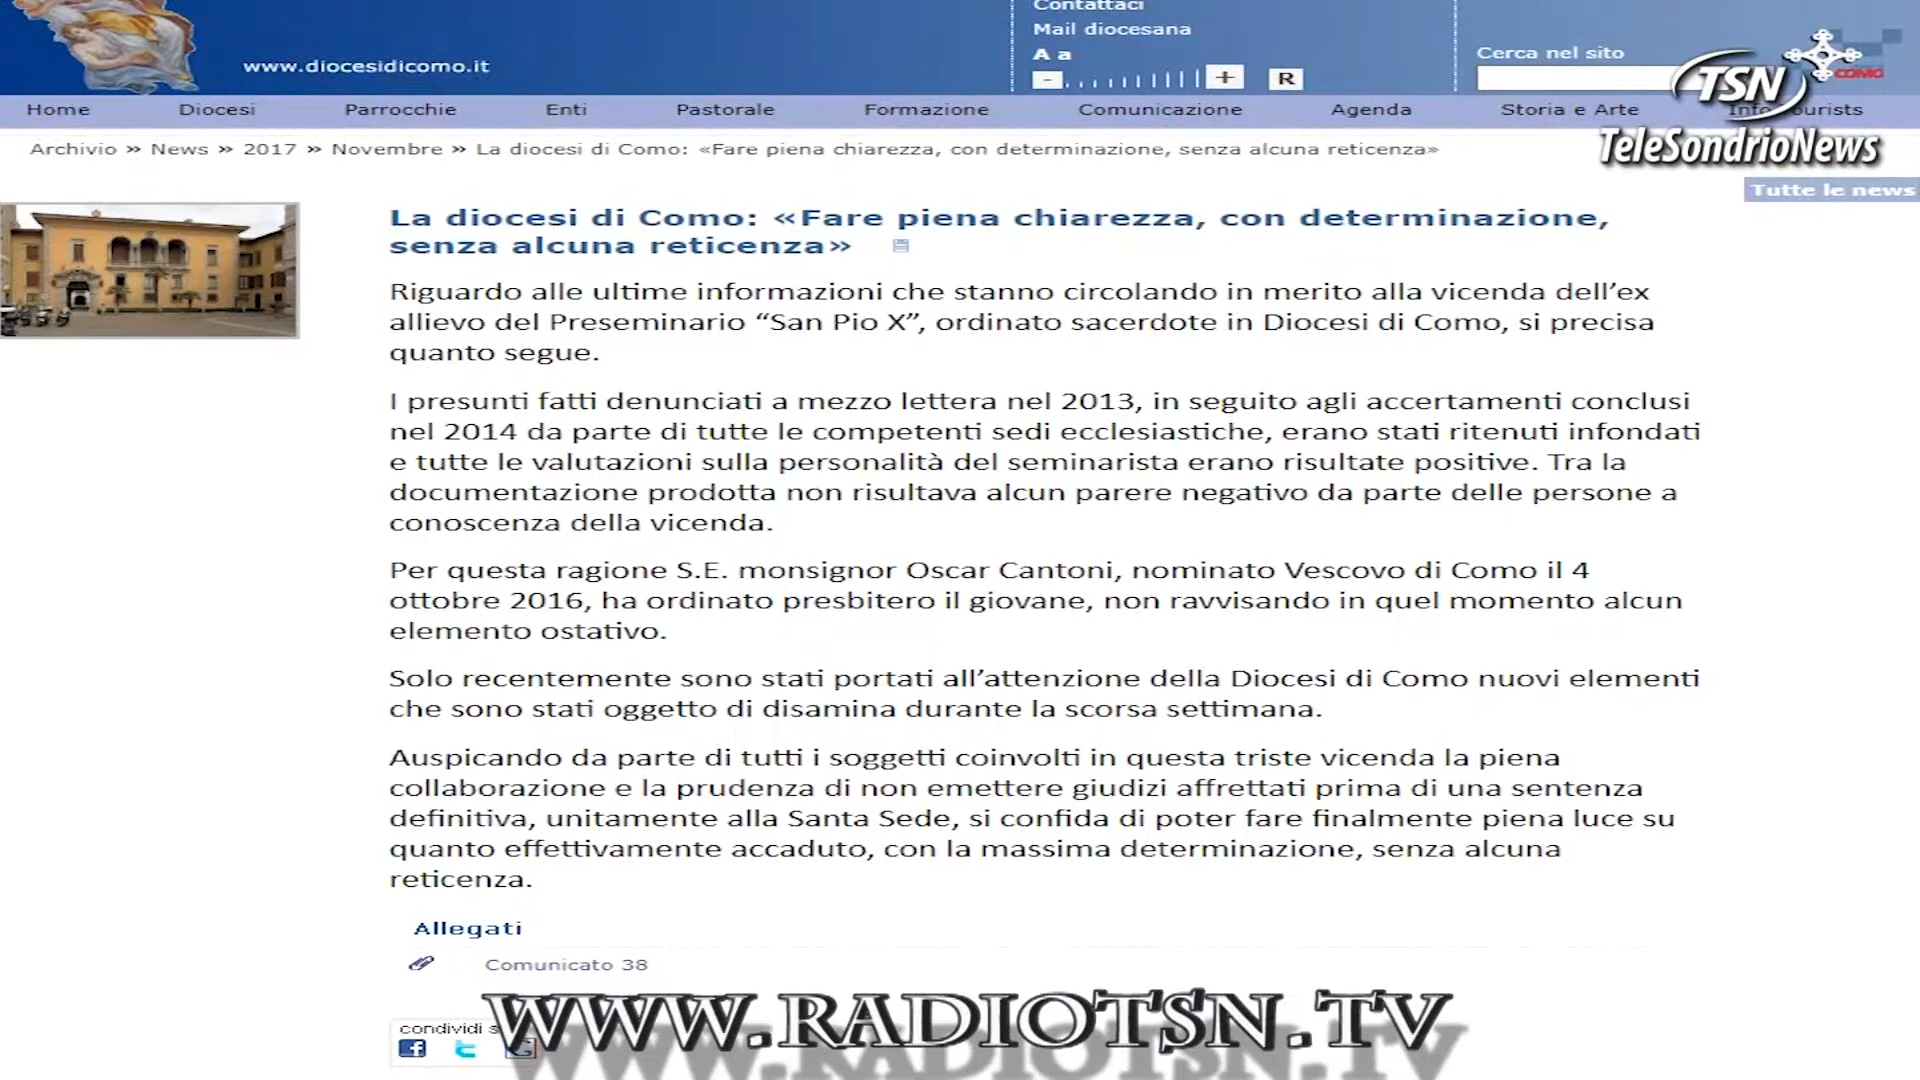 Contattaci
Mail diocesana
A a
www.diocesidicomo.it
- + R
Cerca nel sito
TSN
COMO
TeleSondrioNews
Home Diocesi Parrocchie Enti Pastorale Formazione Comunicazione Agenda Storia e Arte Info Tourists
Archivio » News » 2017 » Novembre » La diocesi di Como: «Fare piena chiarezza, con determinazione, senza alcuna reticenza»
Tutte le news
La diocesi di Como: «Fare piena chiarezza, con determinazione,
senza alcuna reticenza»
Riguardo alle ultime informazioni che stanno circolando in merito alla vicenda dell’ex
allievo del Preseminario “San Pio X”, ordinato sacerdote in Diocesi di Como, si precisa
quanto segue.
I presunti fatti denunciati a mezzo lettera nel 2013, in seguito agli accertamenti conclusi
nel 2014 da parte di tutte le competenti sedi ecclesiastiche, erano stati ritenuti infondati
e tutte le valutazioni sulla personalità del seminarista erano risultate positive. Tra la
documentazione prodotta non risultava alcun parere negativo da parte delle persone a
conoscenza della vicenda.
Per questa ragione S.E. monsignor Oscar Cantoni, nominato Vescovo di Como il 4
ottobre 2016, ha ordinato presbitero il giovane, non ravvisando in quel momento alcun
elemento ostativo.
Solo recentemente sono stati portati all’attenzione della Diocesi di Como nuovi elementi
che sono stati oggetto di disamina durante la scorsa settimana.
Auspicando da parte di tutti i soggetti coinvolti in questa triste vicenda la piena
collaborazione e la prudenza di non emettere giudizi affrettati prima di una sentenza
definitiva, unitamente alla Santa Sede, si confida di poter fare finalmente piena luce su
quanto effettivamente accaduto, con la massima determinazione, senza alcuna
reticenza.
Allegati
Comunicato 38
condividi
WWW.RADIOTSN.TV